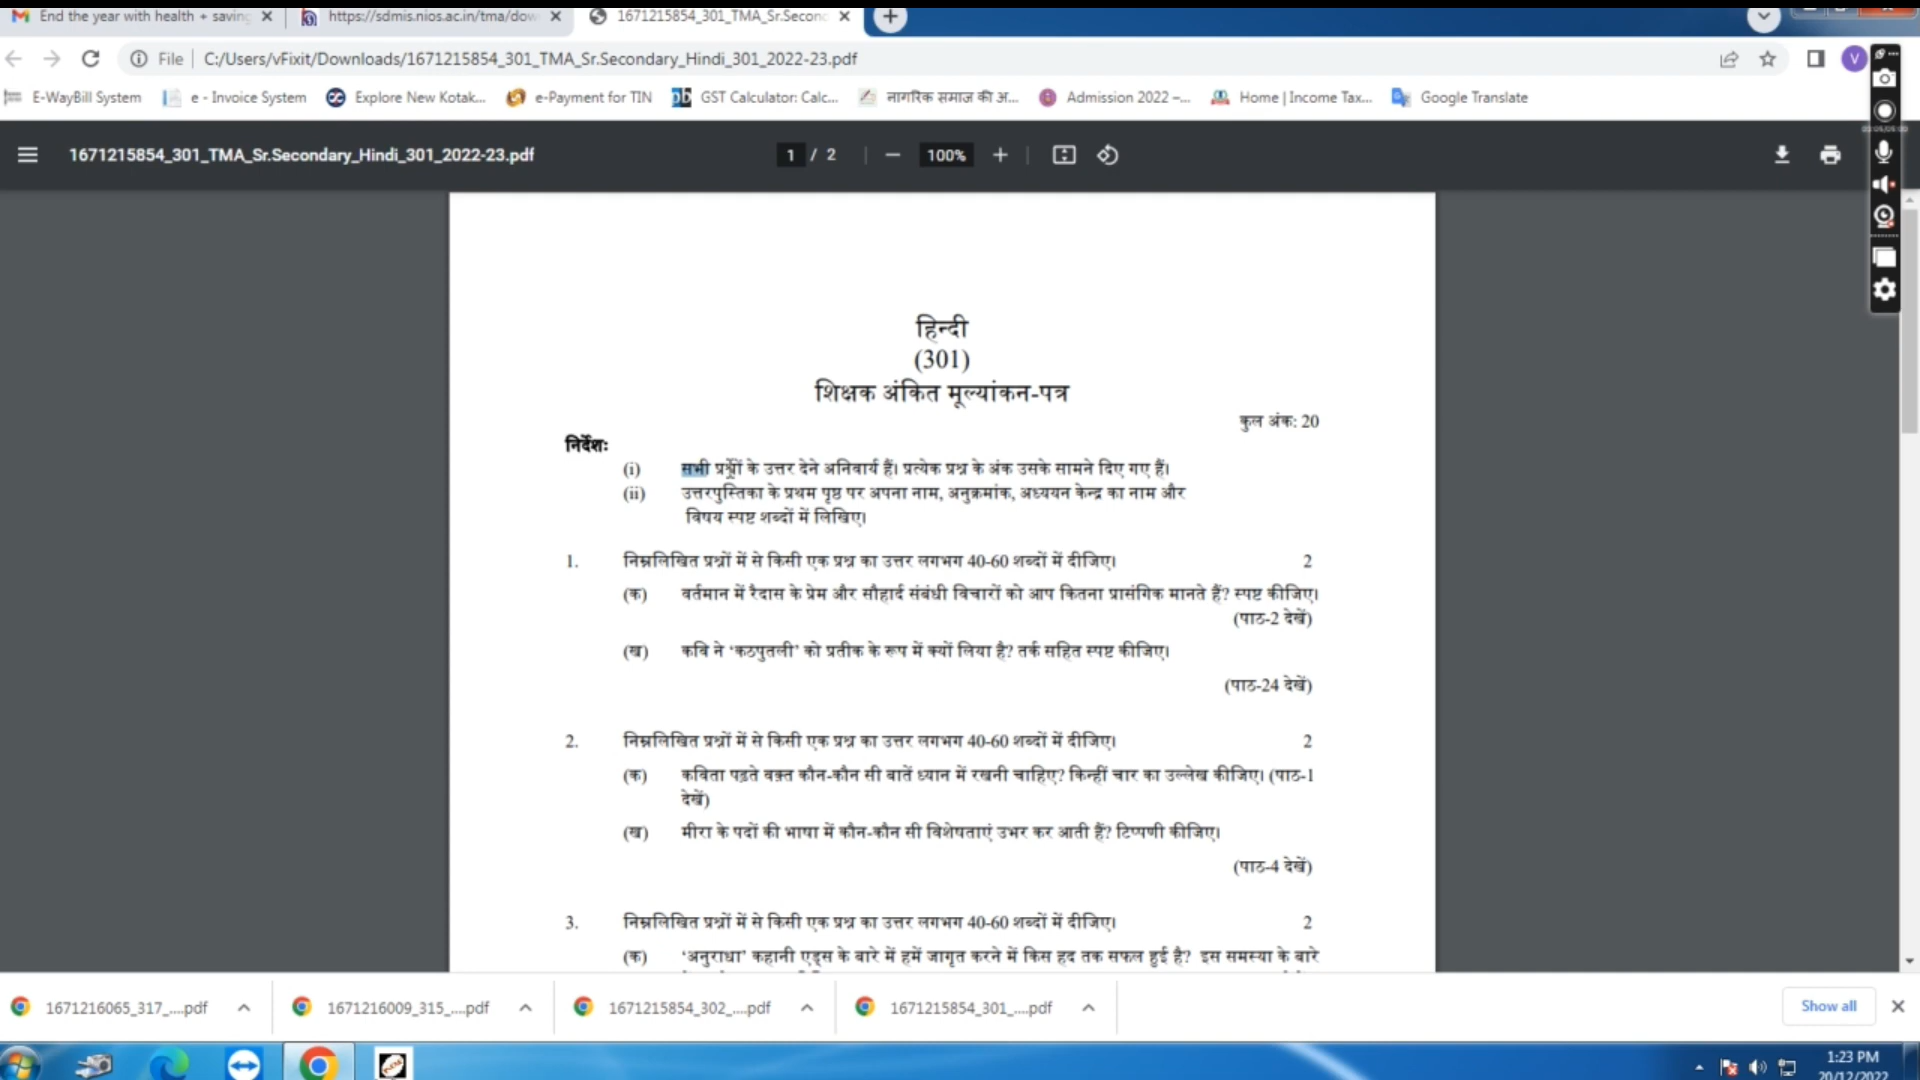 End the year with health + saving
https://sdmis.nios.ac.in/tma/dow
1671215854_301_TMA_Sr.Second
File C:/Users/vFixit/Downloads/1671215854_301_TMA_Sr.Secondary_Hindi_301_2022-23.pdf
V
E-WayBill System e - Invoice System Explore New Kotak... e-Payment for TIN GST Calculator: Calc... नागरिक समाज की अ... Admission 2022 –... Home | Income Tax... Google Translate
1671215854_301_TMA_Sr.Secondary_Hindi_301_2022-23.pdf 1 / 2 100%
हिन्दी
(301)
शिक्षक अंकित मूल्यांकन-पत्र
कुल अंक: 20
निर्देश:
(i) सभी प्रश्नों के उत्तर देने अनिवार्य हैं। प्रत्येक प्रश्न के अंक उसके सामने दिए गए हैं।
(ii) उत्तरपुस्तिका के प्रथम पृष्ठ पर अपना नाम, अनुक्रमांक, अध्ययन केन्द्र का नाम और
विषय स्पष्ट शब्दों में लिखिए।
1. निम्नलिखित प्रश्नों में से किसी एक प्रश्न का उत्तर लगभग 40-60 शब्दों में दीजिए। 2
(क) वर्तमान में रैदास के प्रेम और सौहार्द संबंधी विचारों को आप कितना प्रासंगिक मानते हैं? स्पष्ट कीजिए।
(पाठ-2 देखें)
(ख) कवि ने ‘कठपुतली’ को प्रतीक के रूप में क्यों लिया है? तर्क सहित स्पष्ट कीजिए।
(पाठ-24 देखें)
2. निम्नलिखित प्रश्नों में से किसी एक प्रश्न का उत्तर लगभग 40-60 शब्दों में दीजिए। 2
(क) कविता पढ़ते वक़्त कौन-कौन सी बातें ध्यान में रखनी चाहिए? किन्हीं चार का उल्लेख कीजिए। (पाठ-1
देखें)
(ख) मीरा के पदों की भाषा में कौन-कौन सी विशेषताएं उभर कर आती हैं? टिप्पणी कीजिए।
(पाठ-4 देखें)
3. निम्नलिखित प्रश्नों में से किसी एक प्रश्न का उत्तर लगभग 40-60 शब्दों में दीजिए। 2
(क) ‘अनुराधा’ कहानी एड्स के बारे में हमें जागृत करने में किस हद तक सफल हुई है? इस समस्या के बारे
1671216065_317_....pdf 1671216009_315_....pdf 1671215854_302_....pdf 1671215854_301_....pdf Show all
1:23 PM
20/12/2022